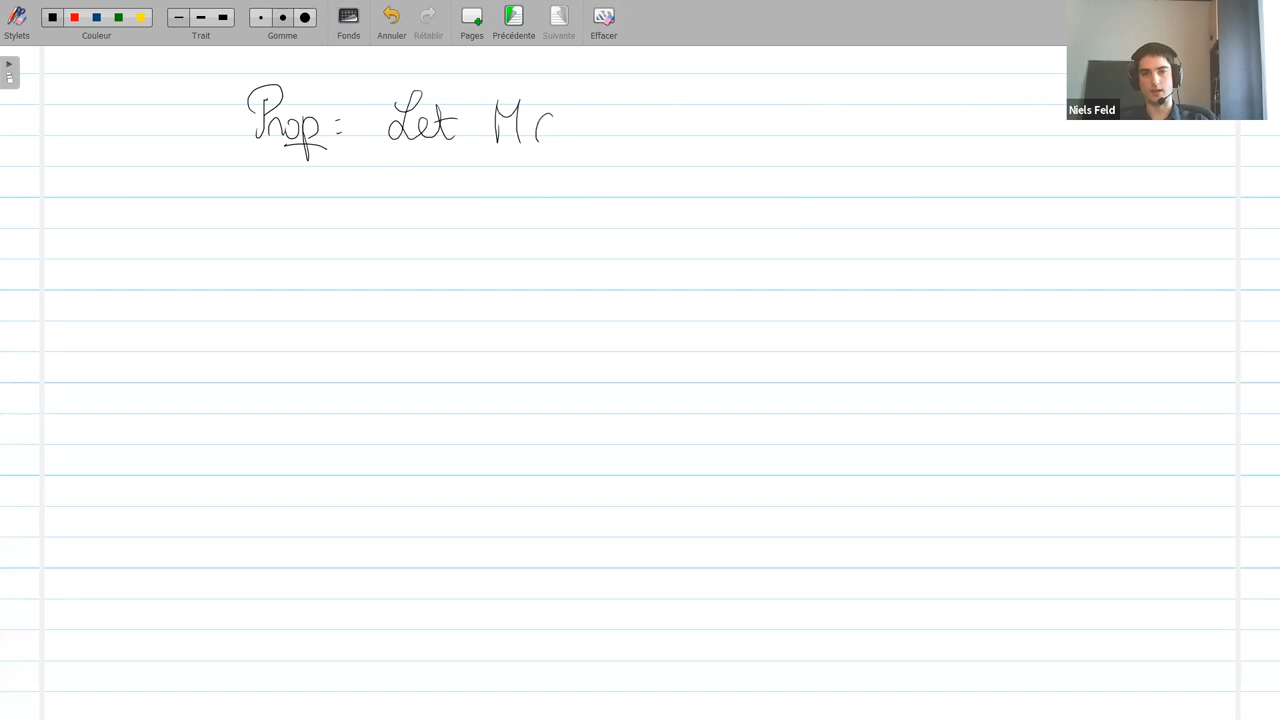 Stylets Couleur Trait Gomme Fonds Annuler Rétablir Pages Précédente Suivante Effacer
Niels Feld
Prop: Let M